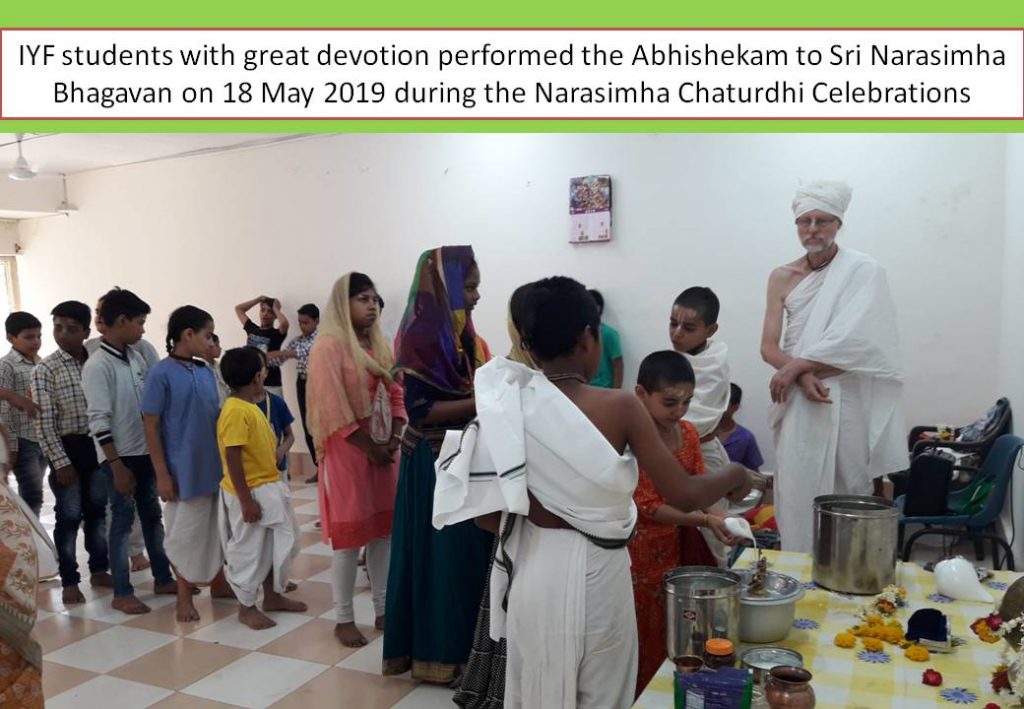 IYF students with great devotion performed the Abhishekam to Sri Narasimha
Bhagavan on 18 May 2019 during the Narasimha Chaturdhi Celebrations